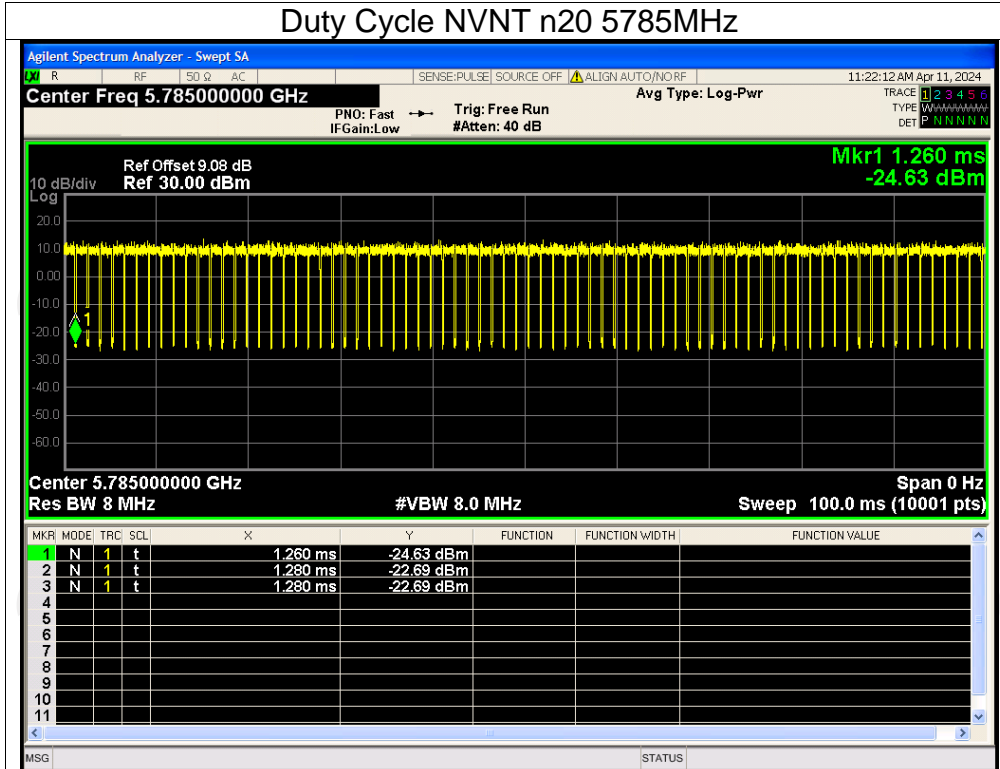 Duty Cycle NVNT n20 5785MHz
Agilent Spectrum Analyzer - Swept SA
LXI R RF 50 Ω AC SENSE:PULSE SOURCE OFF ALIGN AUTO/NO RF 11:22:12 AM Apr 11, 2024
Center Freq 5.785000000 GHz
PNO: Fast
IFGain:Low
Trig: Free Run
#Atten: 40 dB
Avg Type: Log-Pwr
TRACE 1 2 3 4 5 6
TYPE WWWWWWW
DET P N N N N N
Mkr1 1.260 ms
-24.63 dBm
Ref Offset 9.08 dB
10 dB/div Ref 30.00 dBm
Log
20.0
10.0
0.00
-10.0
1
-20.0
-30.0
-40.0
-50.0
-60.0
Center 5.785000000 GHz Span 0 Hz
Res BW 8 MHz #VBW 8.0 MHz Sweep 100.0 ms (10001 pts)
MKR MODE TRC SCL X Y FUNCTION FUNCTION WIDTH FUNCTION VALUE
1 N 1 t 1.260 ms -24.63 dBm
2 N 1 t 1.280 ms -22.69 dBm
3 N 1 t 1.280 ms -22.69 dBm
4
5
6
7
8
9
10
11
MSG STATUS